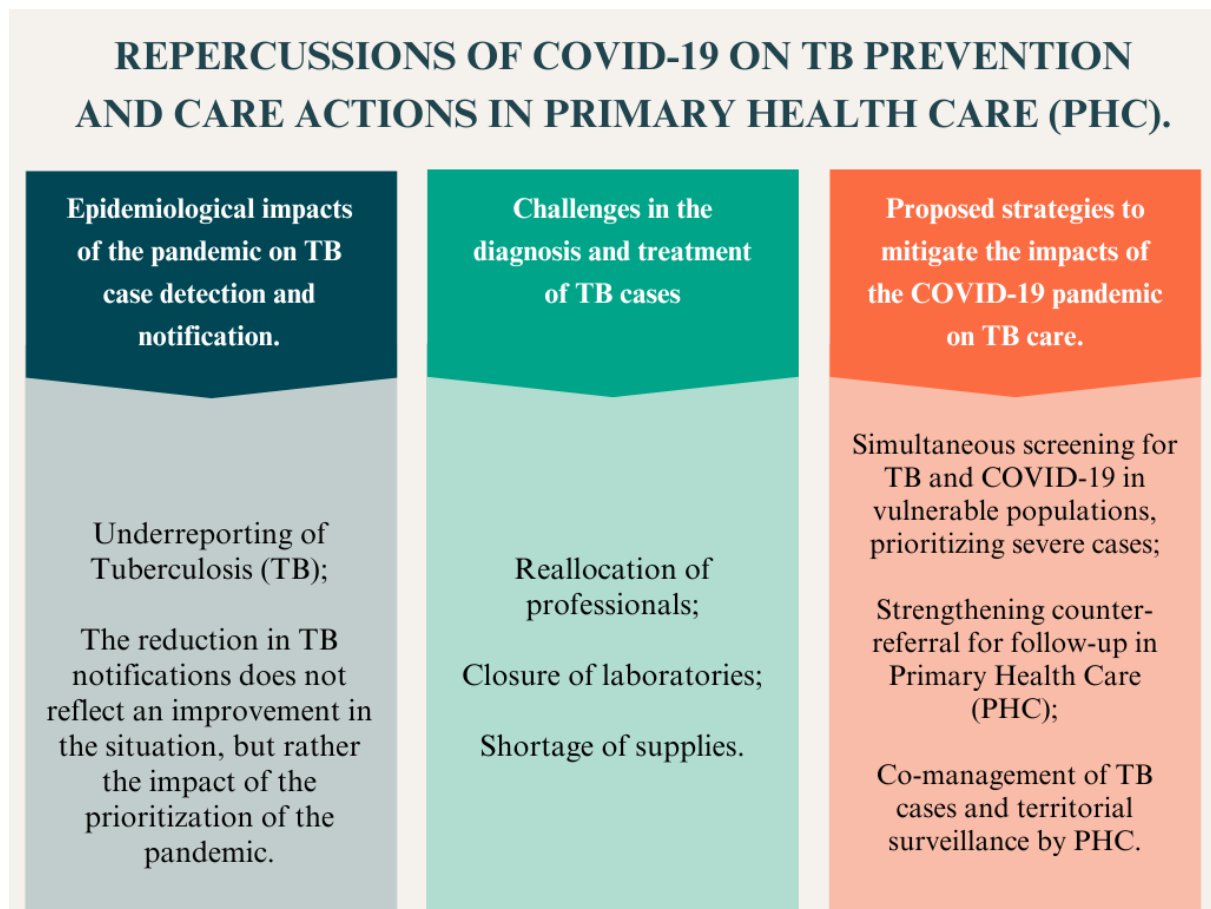 REPERCUSSIONS OF COVID-19 ON TB PREVENTION
AND CARE ACTIONS IN PRIMARY HEALTH CARE (PHC).
Epidemiological impacts
of the pandemic on TB
case detection and
notification.
Underreporting of
Tuberculosis (TB);
The reduction in TB
notifications does not
reflect an improvement in
the situation, but rather
the impact of the
prioritization of the
pandemic.
Challenges in the
diagnosis and treatment
of TB cases
Reallocation of
professionals;
Closure of laboratories;
Shortage of supplies.
Proposed strategies to
mitigate the impacts of
the COVID-19 pandemic
on TB care.
Simultaneous screening for
TB and COVID-19 in
vulnerable populations,
prioritizing severe cases;
Strengthening counter-
referral for follow-up in
Primary Health Care
(PHC);
Co-management of TB
cases and territorial
surveillance by PHC.